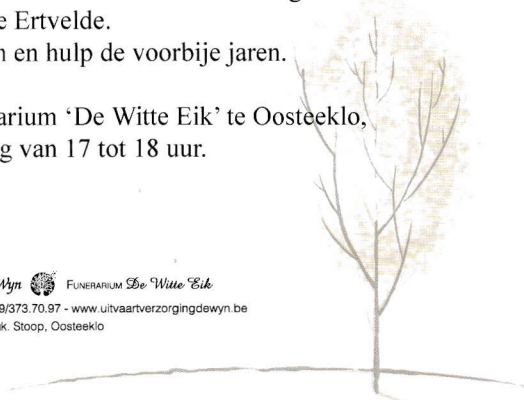 e Ertvelde.
n en hulp de voorbije jaren.
arium ‘De Witte Eik’ te Oosteeklo,
g van 17 tot 18 uur.
Wyn Funerarium De Witte Eik
9/373.70.97 - www.uitvaartverzorgingdewyn.be
k. Stoop, Oosteeklo